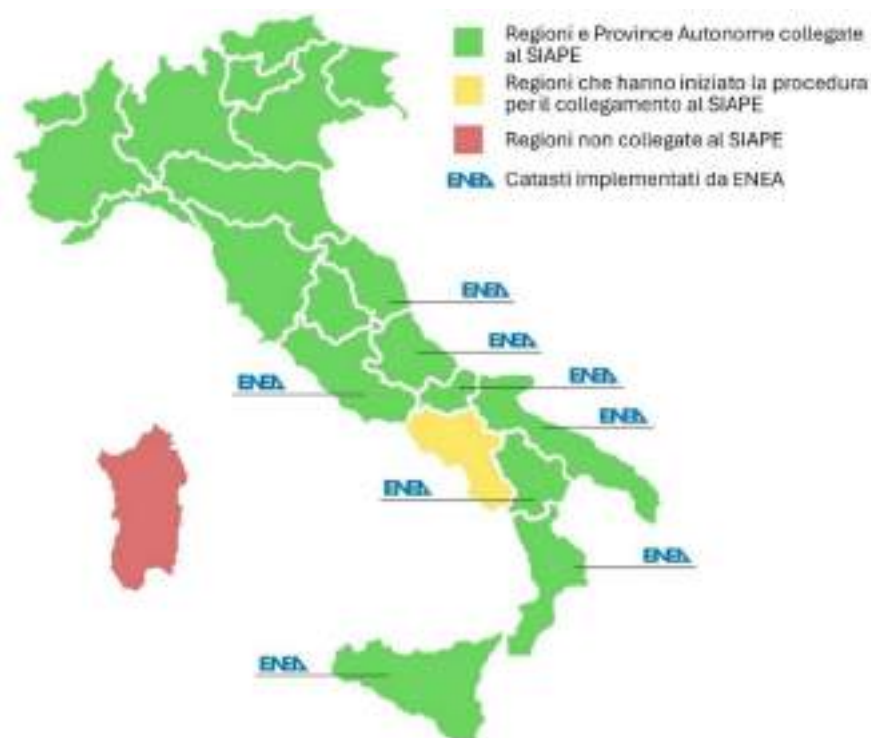 Regioni e Province Autonome collegate
al SIAPE
Regioni che hanno iniziato la procedura
per il collegamento al SIAPE
Regioni non collegate al SIAPE
ENEA Catasti implementati da ENEA
ENEA
ENEA
ENEA
ENEA
ENEA
ENEA
ENEA
ENEA